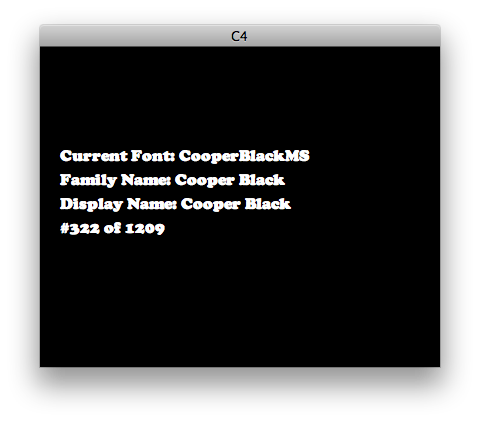 C4
Current Font: CooperBlackMS
Family Name: Cooper Black
Display Name: Cooper Black
#322 of 1209